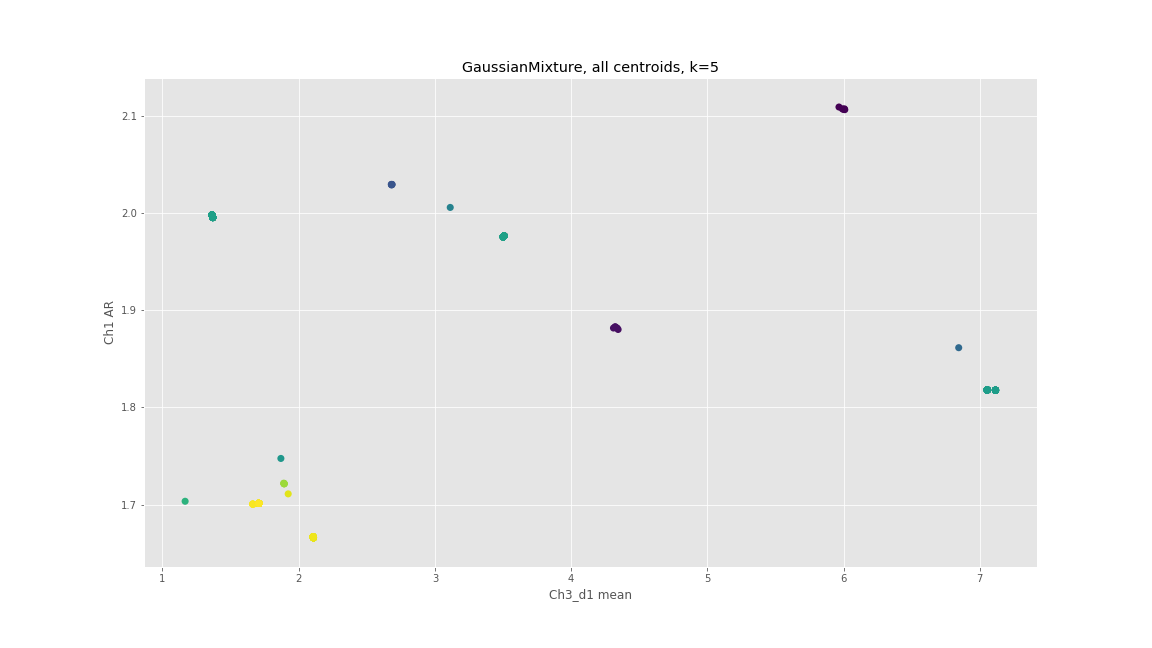 GaussianMixture, all centroids, k=5
2.1
2.0
1.9
1.8
1.7
Ch1 AR
1 2 3 4 5 6 7
Ch3_d1 mean